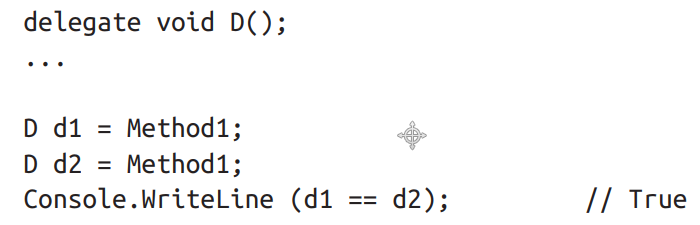 delegate void D();
...
D d1 = Method1;
D d2 = Method1;
Console.WriteLine (d1 == d2); // True